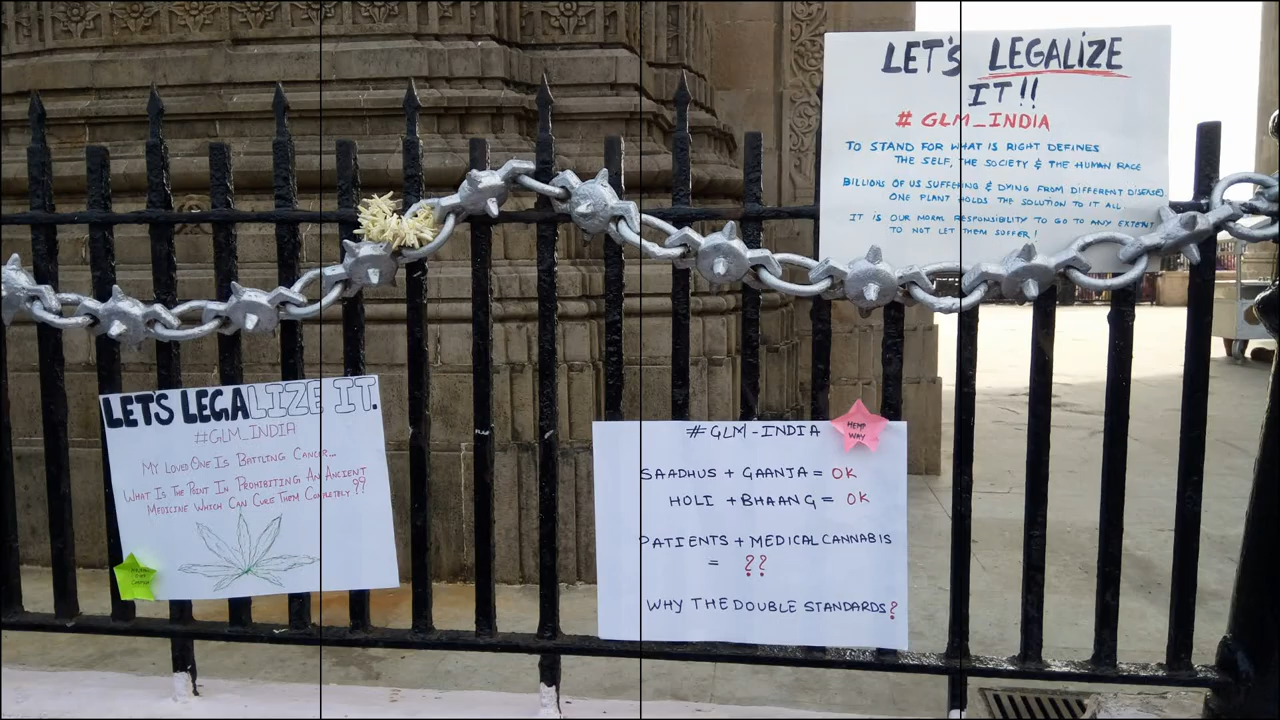 LET'S LEGALIZE
IT!!
# GLM_INDIA
TO STAND FOR WHAT IS RIGHT DEFINES
THE SELF, THE SOCIETY & THE HUMAN RACE
BILLIONS OF US SUFFERING & DYING FROM DIFFERENT DISEASES
ONE PLANT HOLDS THE SOLUTION TO IT ALL
IT IS OUR MORAL RESPONSIBLITY TO GO TO ANY EXTENT
TO NOT LET THEM SUFFER!
LETS LEGALIZE IT.
#GLM_INDIA
MY LOVED ONE IS BATTLING CANCER...
WHAT IS THE POINT IN PROHIBITING AN ANCIENT
MEDICINE WHICH CAN CURE THEM COMPLETELY??
# GLM-INDIA
HEMP
WAY
SAADHUS + GAANJA = OK
HOLI + BHAANG = OK
PATIENTS + MEDICAL CANNABIS
= ??
WHY THE DOUBLE STANDARDS?